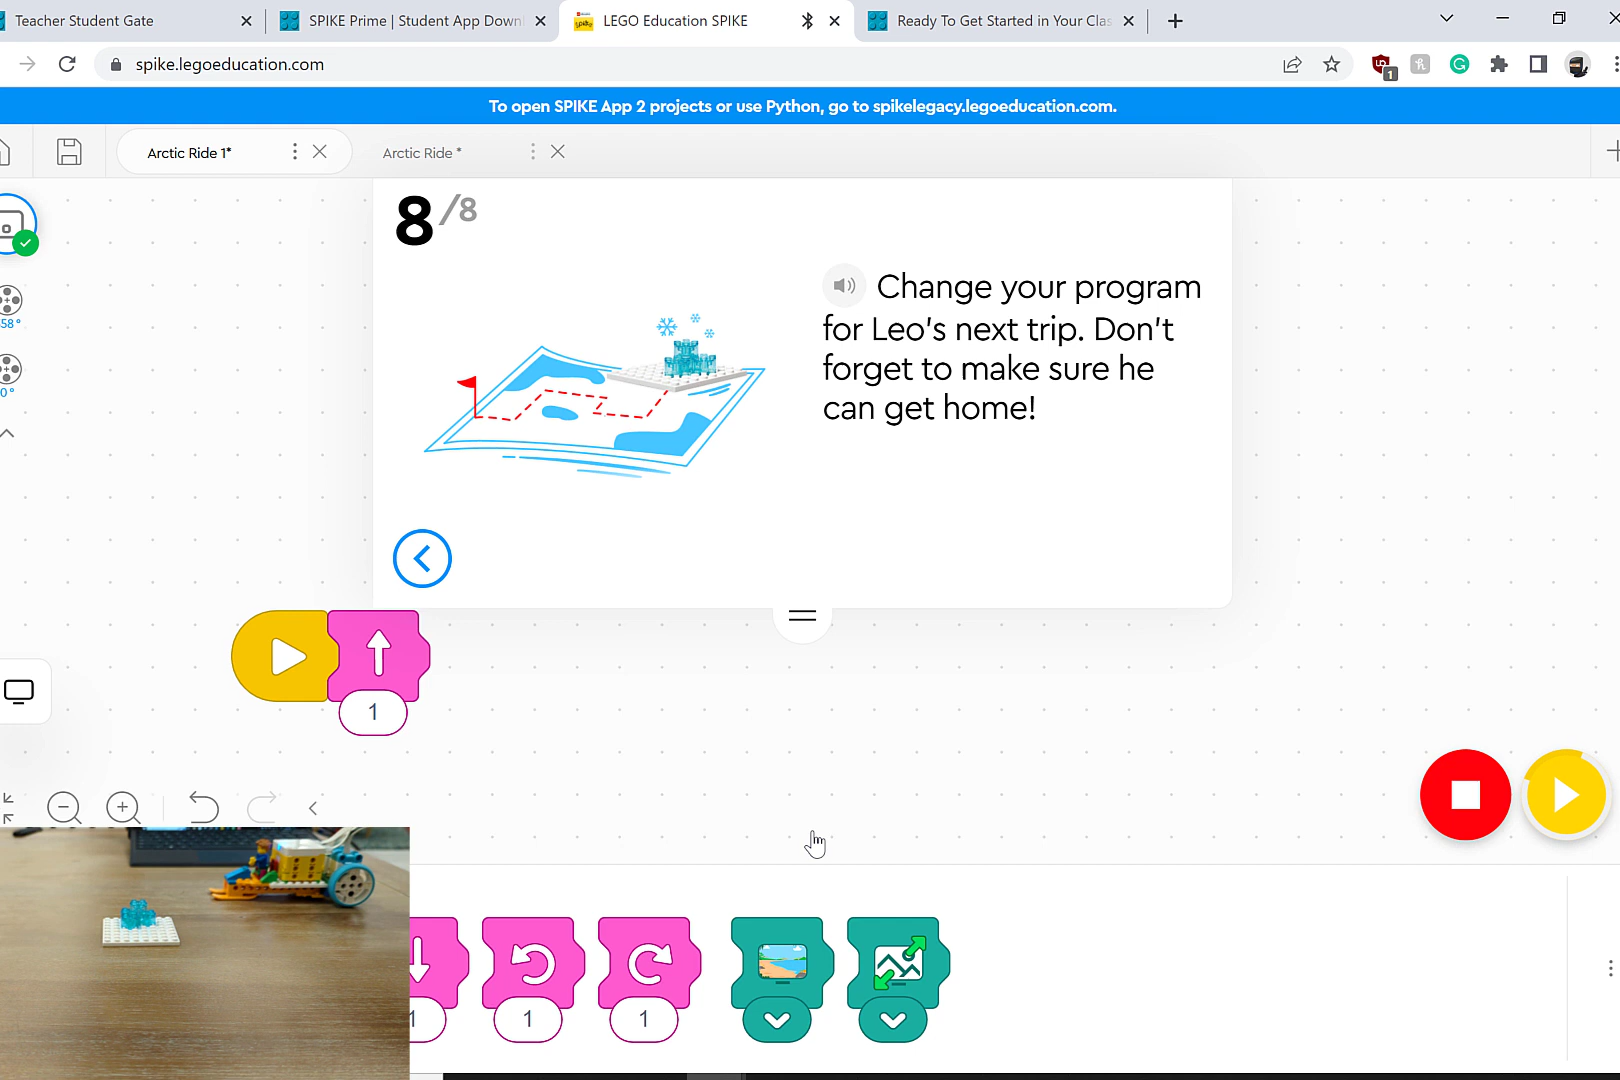 Teacher Student Gate
SPIKE Prime | Student App Down
LEGO Education SPIKE
Ready To Get Started in Your Clas
spike.legoeducation.com
1
To open SPIKE App 2 projects or use Python, go to spikelegacy.legoeducation.com.
Arctic Ride 1*
Arctic Ride *
8/8
Change your program
for Leo's next trip. Don't
forget to make sure he
can get home!
58°
0°
1
1
1
1